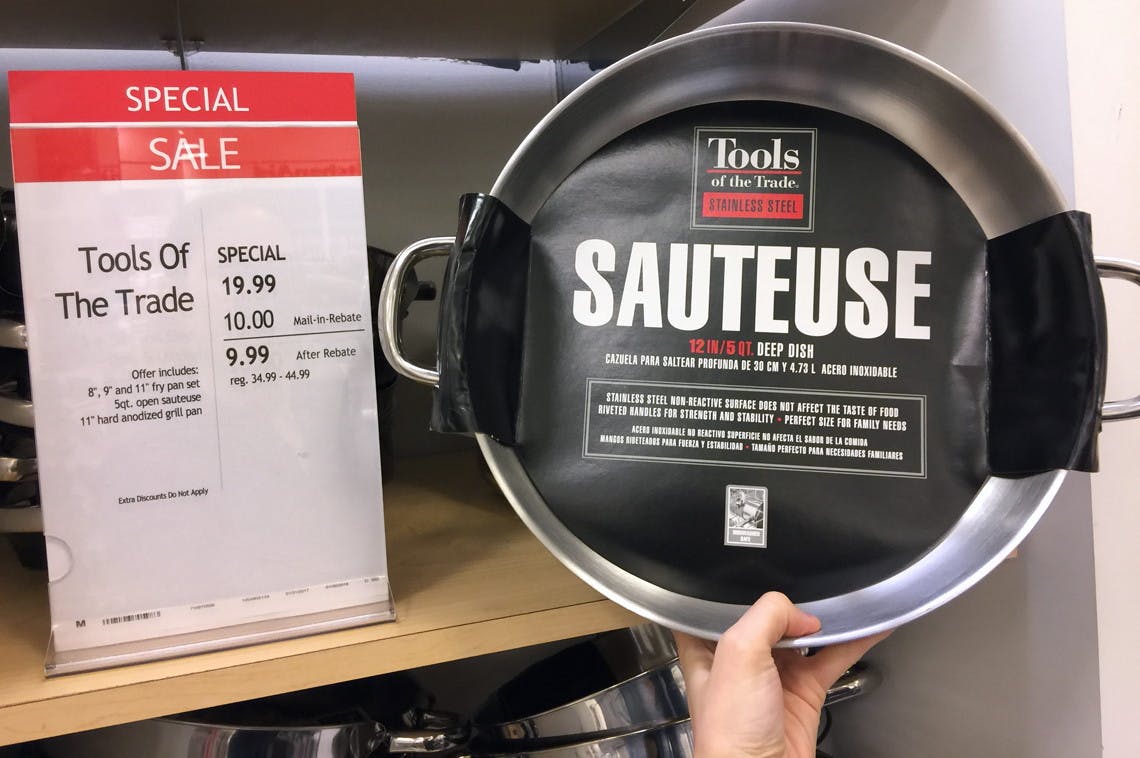 SPECIAL
SALE
Tools Of
The Trade
Offer includes:
8", 9" and 11" fry pan set
5qt. open sauteuse
11" hard anodized grill pan
Extra Discounts Do Not Apply
SPECIAL
19.99
10.00 Mail-in-Rebate
9.99 After Rebate
reg. 34.99 - 44.99
M
Tools
of the Trade®
STAINLESS STEEL
SAUTEUSE
12 IN/5 QT. DEEP DISH
CAZUELA PARA SALTEAR PROFUNDA DE 30 CM Y 4.73 L ACERO INOXIDABLE
STAINLESS STEEL NON-REACTIVE SURFACE DOES NOT AFFECT THE TASTE OF FOOD
RIVETED HANDLES FOR STRENGTH AND STABILITY • PERFECT SIZE FOR FAMILY NEEDS
ACERO INOXIDABLE NO REACTIVO SUPERFICIE NO AFECTA EL SABOR DE LA COMIDA
MANGOS RIBETEADOS PARA FUERZA Y ESTABILIDAD • TAMAÑO PERFECTO PARA NECESIDADES FAMILIARES
DISHWASHER
SAFE